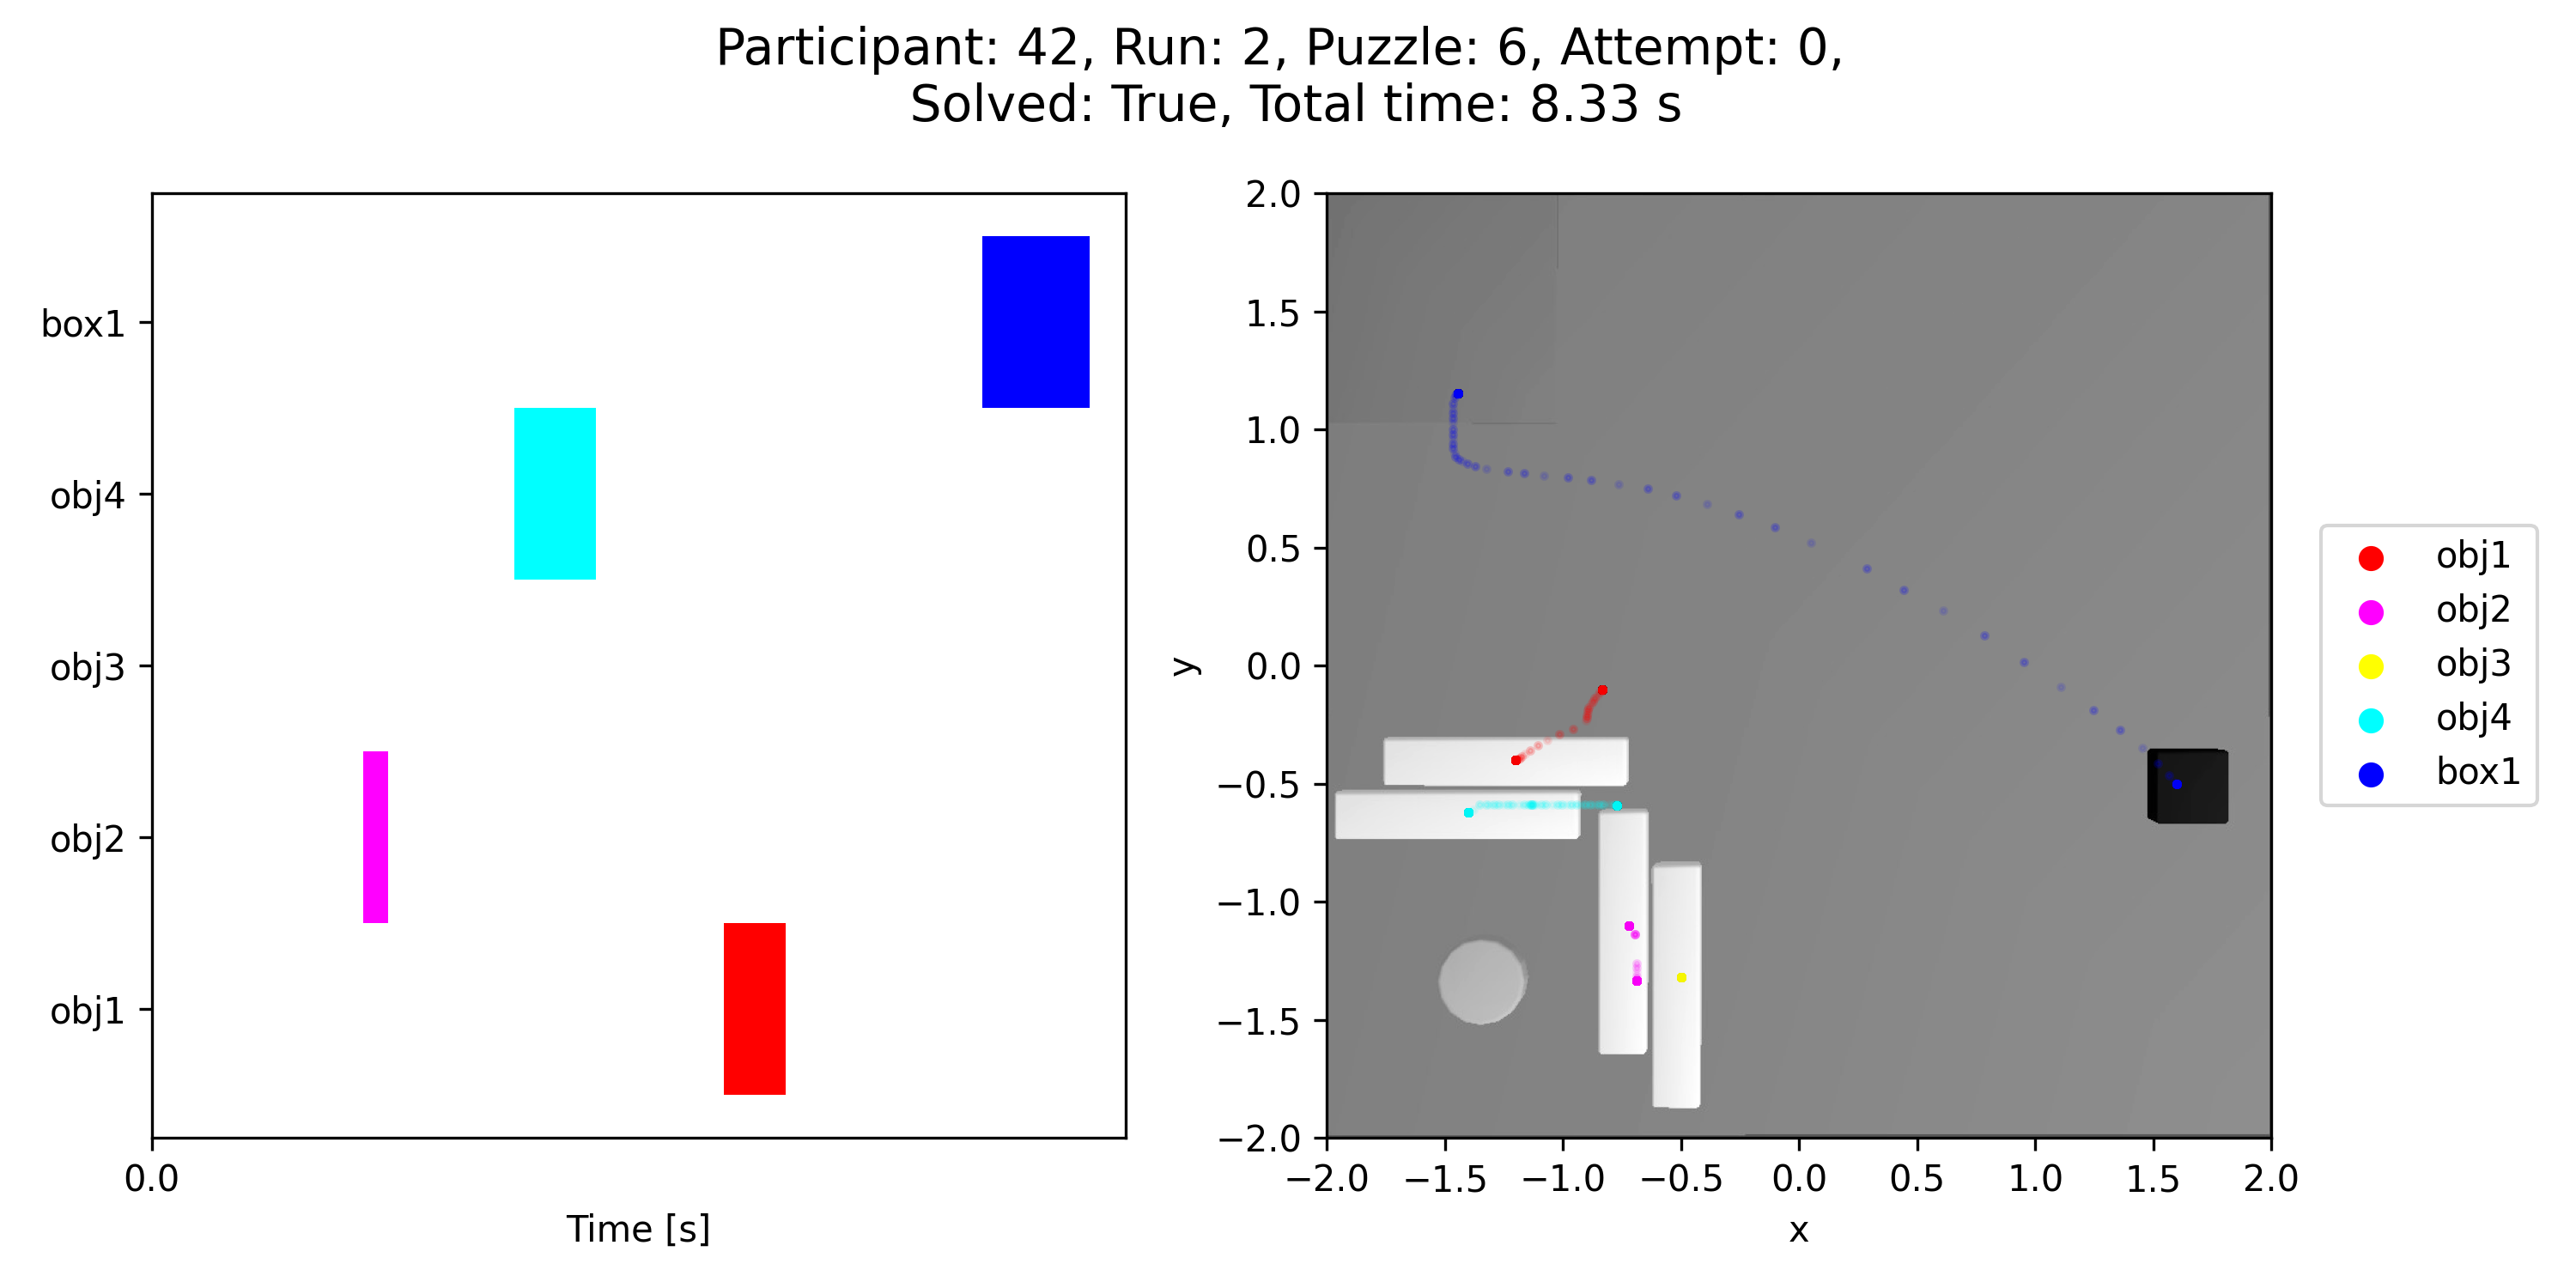 Participant: 42, Run: 2, Puzzle: 6, Attempt: 0,
Solved: True, Total time: 8.33 s
box1
obj4
obj3
obj2
obj1
0.0
Time [s]
2.0
1.5
1.0
0.5
0.0
−0.5
−1.0
−1.5
−2.0
y
−2.0 −1.5 −1.0 −0.5 0.0 0.5 1.0 1.5 2.0
x
obj1
obj2
obj3
obj4
box1